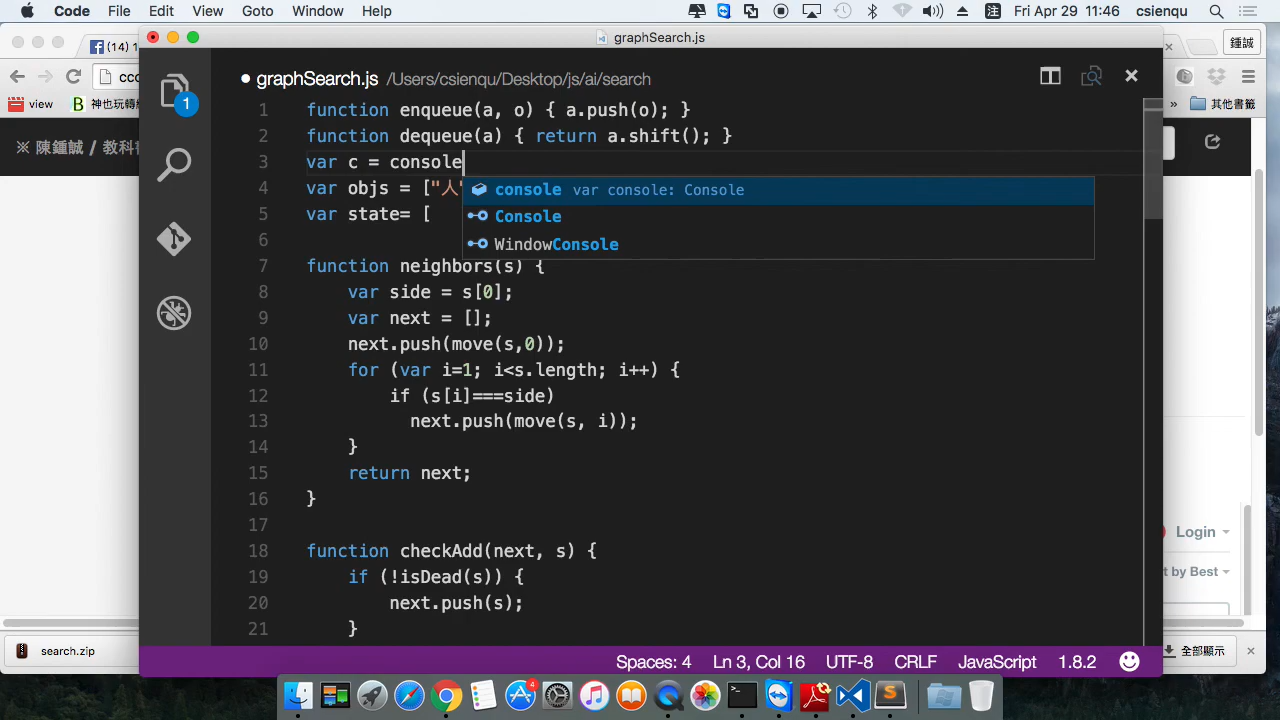 Code File Edit View Goto Window Help 注 Fri Apr 29 11:46 csienqu
graphSearch.js
(14) 1
鍾誠
ccc
view 神也玩轉 » 其他書籤
※ 陳鍾誠 / 教科
1
● graphSearch.js /Users/csienqu/Desktop/js/ai/search
1 function enqueue(a, o) { a.push(o); }
2 function dequeue(a) { return a.shift(); }
3 var c = console
4 var objs = ["人"
5 var state= [
console var console: Console
Console
WindowConsole
6
7 function neighbors(s) {
8 var side = s[0];
9 var next = [];
10 next.push(move(s,0));
11 for (var i=1; i<s.length; i++) {
12 if (s[i]===side)
13 next.push(move(s, i));
14 }
15 return next;
16 }
17
18 function checkAdd(next, s) {
19 if (!isDead(s)) {
20 next.push(s);
21 }
Login
t by Best
search.zip
全部顯示
Spaces: 4 Ln 3, Col 16 UTF-8 CRLF JavaScript 1.8.2
4